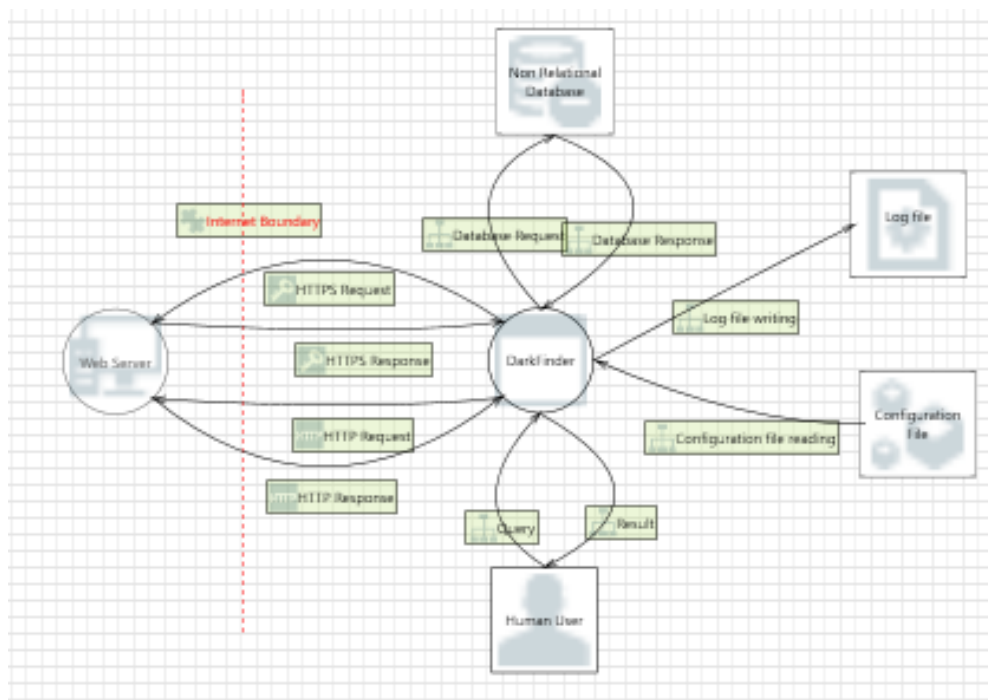 Non Relational
Database
Log file
Internet Boundary
Database Request
Database Response
HTTPS Request
Log file writing
Web Server
HTTPS Response
DarkFinder
Configuration
file
HTTP Request
Configuration file reading
HTTP Response
Query
Result
Human User